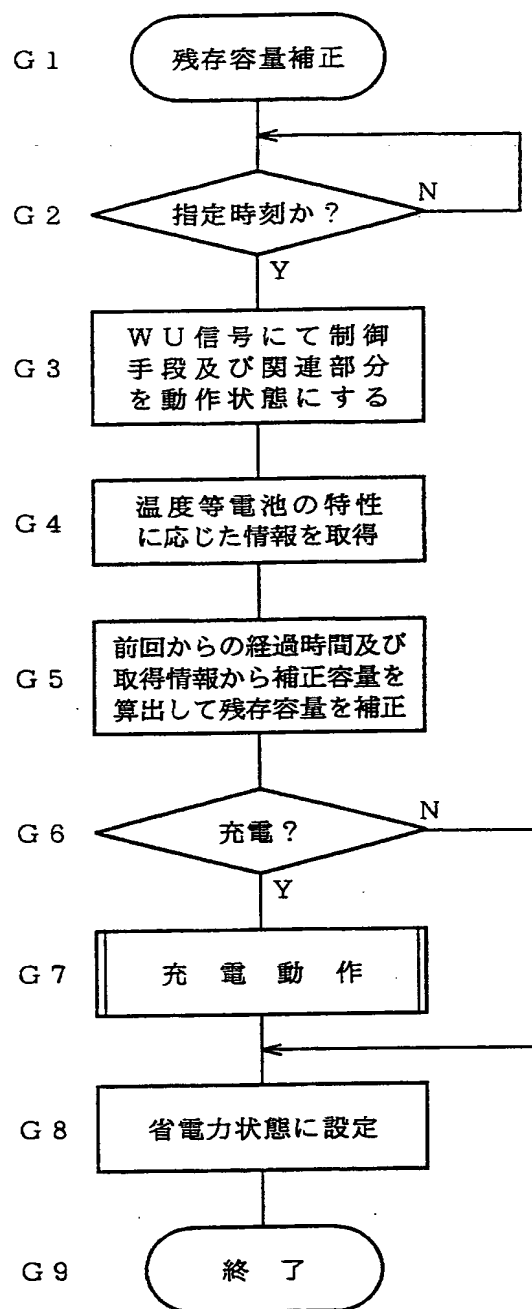 G1 残存容量補正
G2 指定時刻か？ N
Y
G3 WU信号にて制御
手段及び関連部分
を動作状態にする
G4 温度等電池の特性
に応じた情報を取得
G5 前回からの経過時間及び
取得情報から補正容量を
算出して残存容量を補正
G6 充電？ N
Y
G7 充電動作
G8 省電力状態に設定
G9 終了